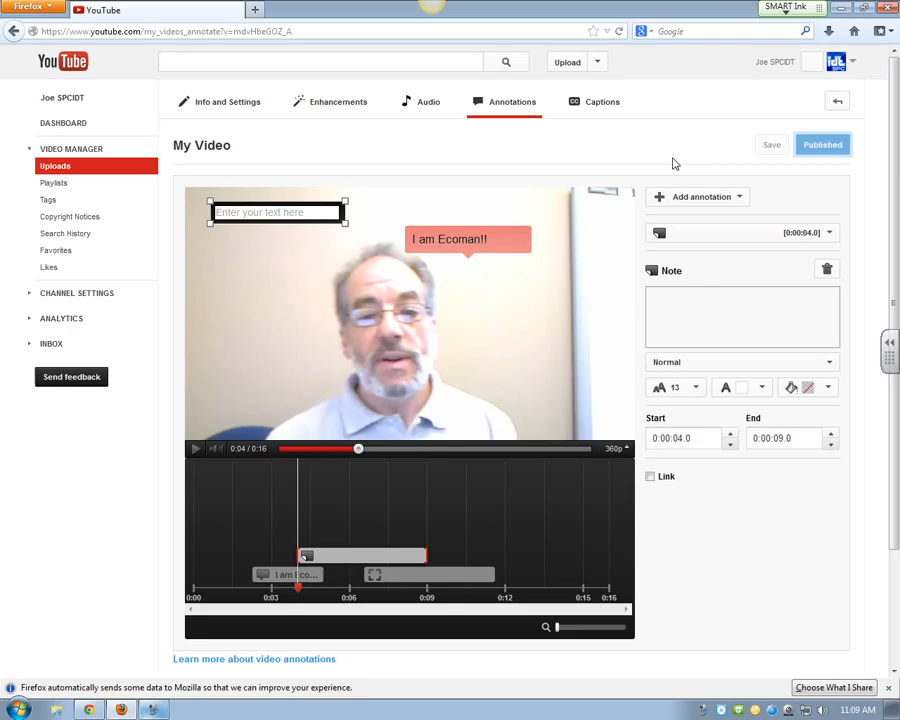 Firefox
YouTube
SMART Ink
www.youtube.com/my_videos_annotate?v=mdvHbeGOZ_A
Google
YouTube
Upload
Joe SPCIDT
idt
SPC
Joe SPCIDT
DASHBOARD
VIDEO MANAGER
Uploads
Playlists
Tags
Copyright Notices
Search History
Favorites
Likes
CHANNEL SETTINGS
ANALYTICS
INBOX
Send feedback
Info and Settings
Enhancements
Audio
Annotations
CC Captions
My Video
Save
Published
Enter your text here
I am Ecoman!!
0:04 / 0:16
360p
I am Eco...
0:00 0:03 0:06 0:09 0:12 0:15 0:16
Learn more about video annotations
Add annotation
[0:00:04.0]
Note
Normal
AA 13
A
Start
End
0:00:04.0
0:00:09.0
Link
Firefox automatically sends some data to Mozilla so that we can improve your experience.
Choose What I Share
11:09 AM